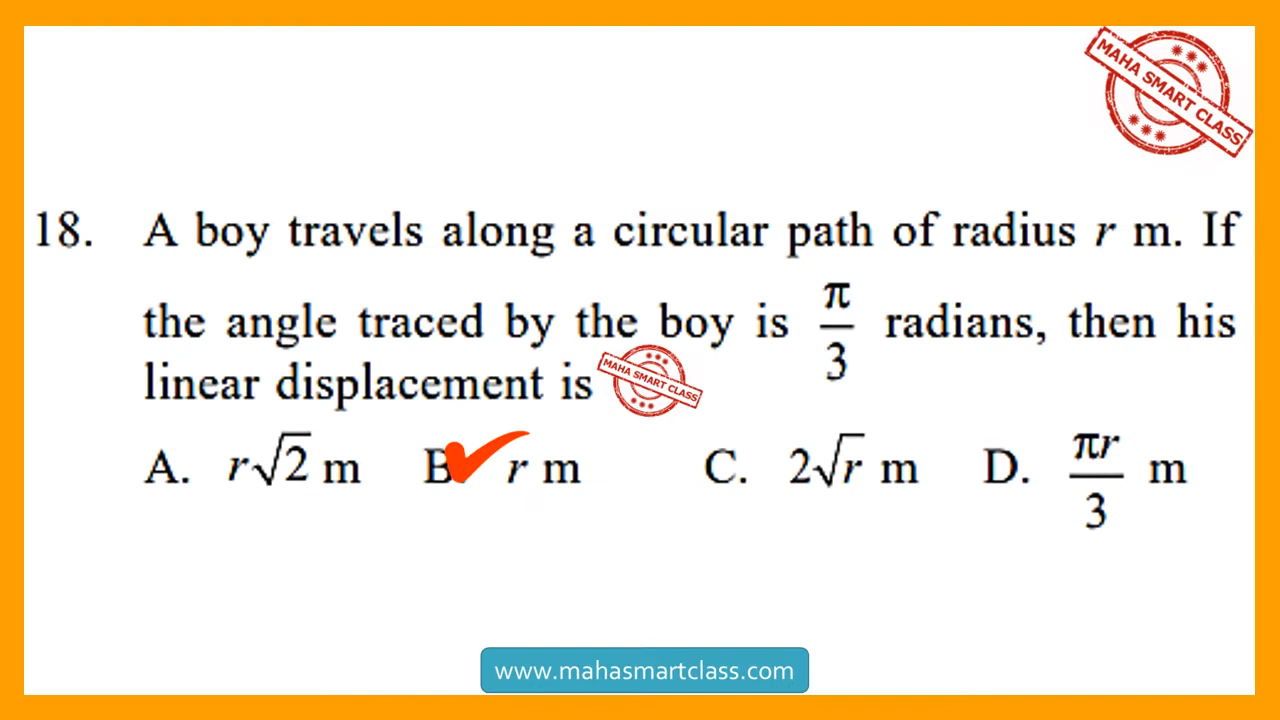 MAHA SMART CLASS
18. A boy travels along a circular path of radius r m. If
the angle traced by the boy is π/3 radians, then his
linear displacement is
MAHA SMART CLASS
A. r√2 m B. r m C. 2√r m D. πr/3 m
www.mahasmartclass.com